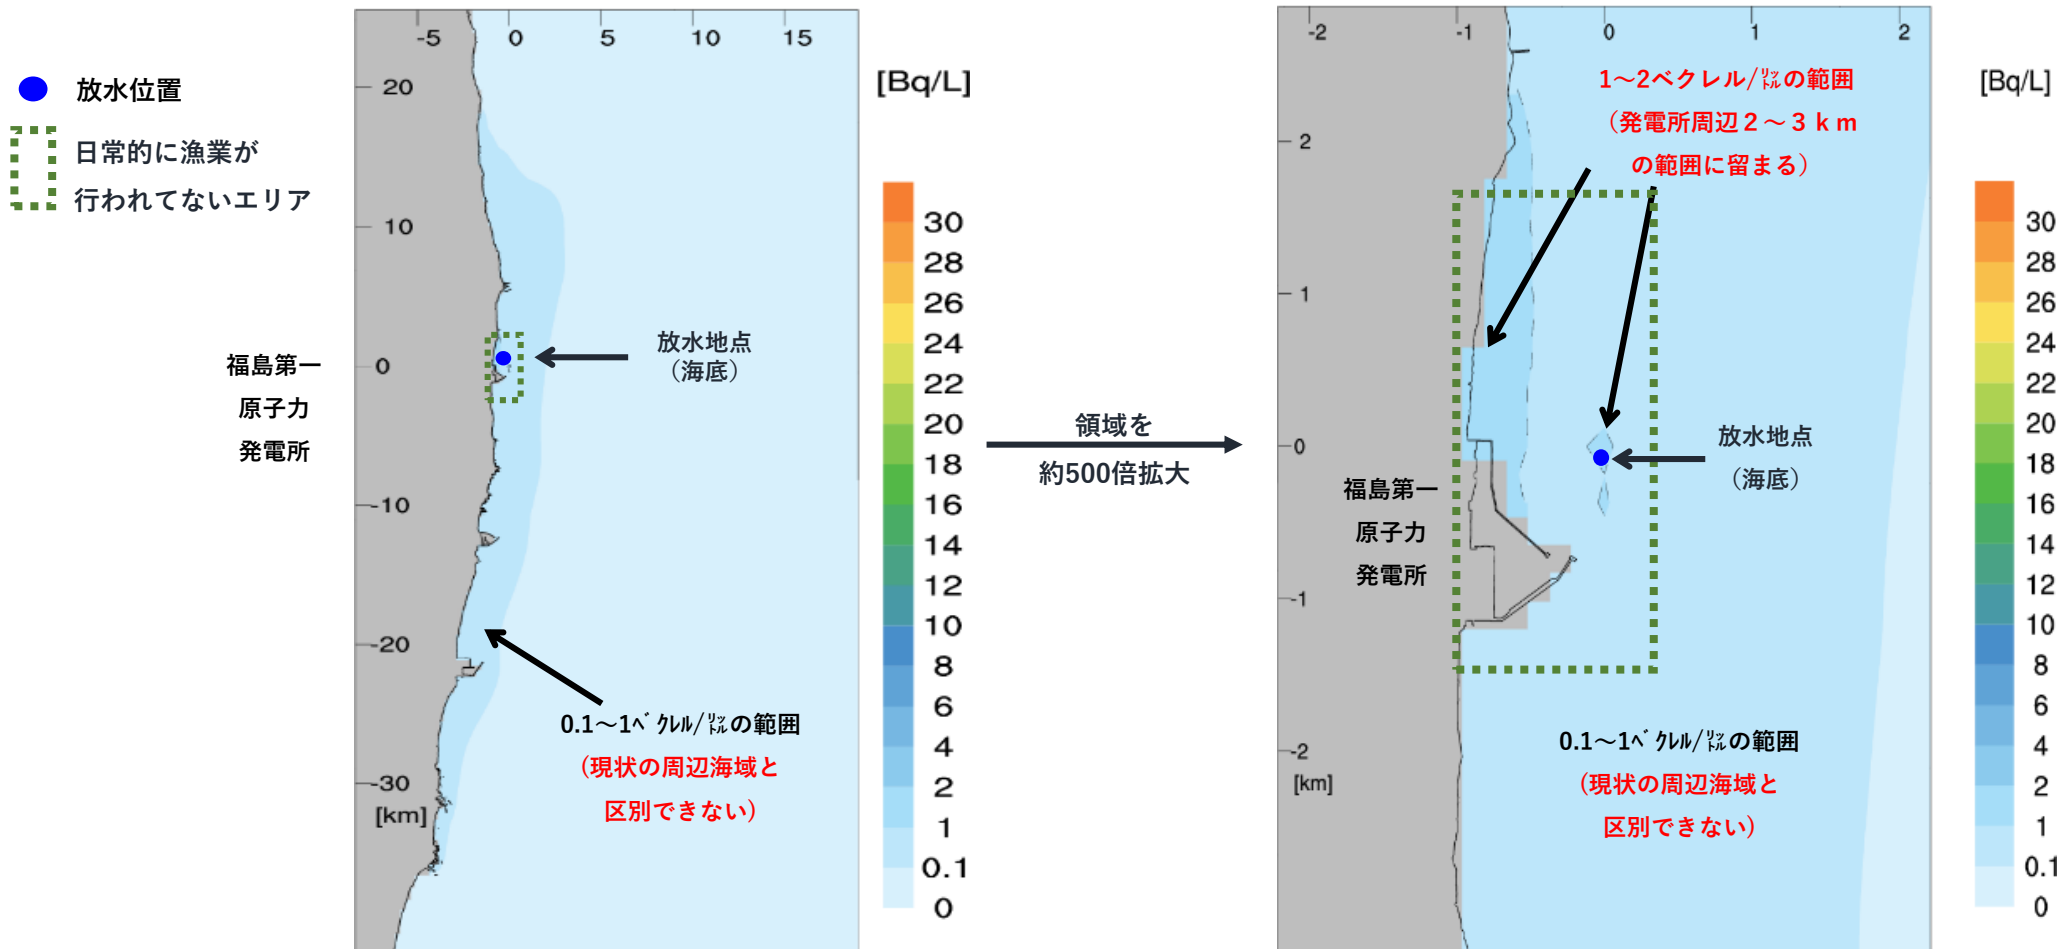 放水位置
日常的に漁業が
行われてないエリア
福島第一
原子力
発電所
-5
0
5
10
15
20
10
0
-10
-20
-30
[km]
放水地点
（海底）
0.1～1ﾍﾞｸﾚﾙ/㍑の範囲
（現状の周辺海域と
区別できない）
[Bq/L]
30
28
26
24
22
20
18
16
14
12
10
8
6
4
2
1
0.1
0
領域を
約500倍拡大
-2
-1
0
1
2
1～2ベクレル/㍑の範囲
（発電所周辺２～３ｋｍ
の範囲に留まる）
2
1
0
-1
-2
[km]
福島第一
原子力
発電所
放水地点
（海底）
0.1～1ﾍﾞｸﾚﾙ/㍑の範囲
（現状の周辺海域と
区別できない）
[Bq/L]
30
28
26
24
22
20
18
16
14
12
10
8
6
4
2
1
0.1
0